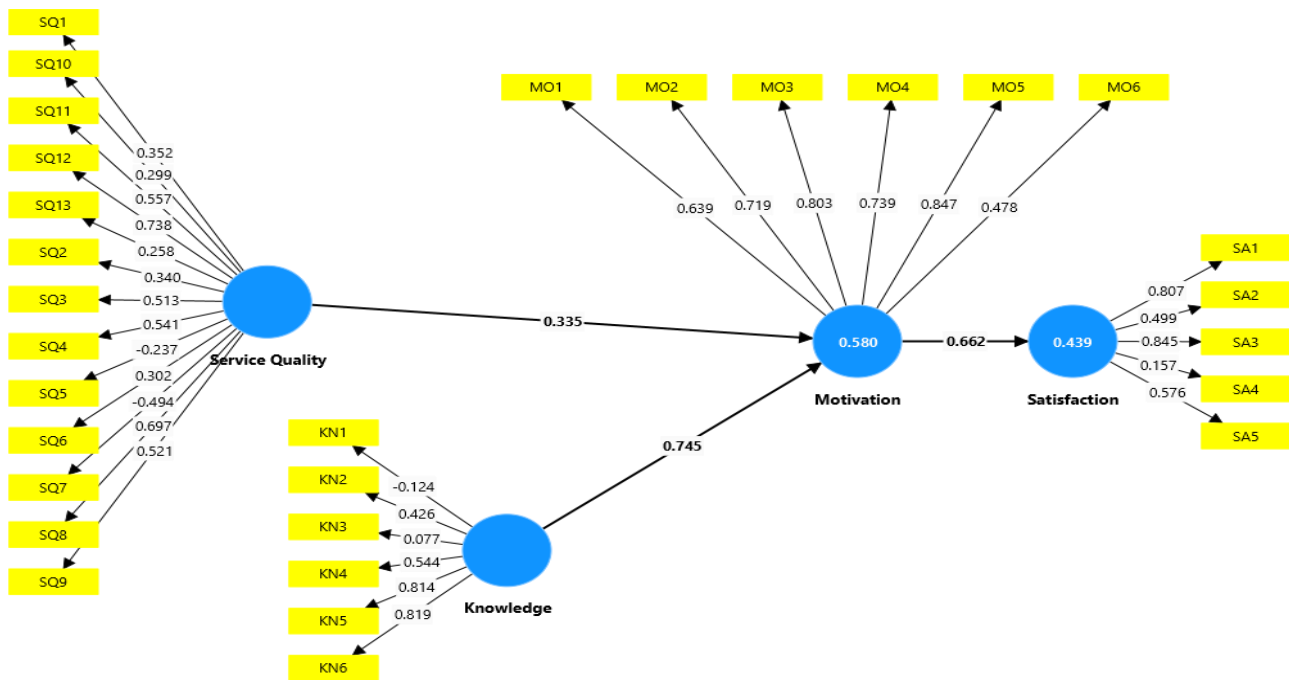 SQ1
SQ10
SQ11
SQ12
SQ13
SQ2
SQ3
SQ4
SQ5
SQ6
SQ7
SQ8
SQ9
0.352
0.299
0.557
0.738
0.258
0.340
0.513
0.541
-0.237
0.302
-0.494
0.697
0.521
Service Quality
0.335
KN1
KN2
KN3
KN4
KN5
KN6
-0.124
0.426
0.077
0.544
0.814
0.819
Knowledge
0.745
MO1 MO2 MO3 MO4 MO5 MO6
0.639 0.719 0.803 0.739 0.847 0.478
0.580
Motivation
0.662
0.439
Satisfaction
0.807
0.499
0.845
0.157
0.576
SA1
SA2
SA3
SA4
SA5